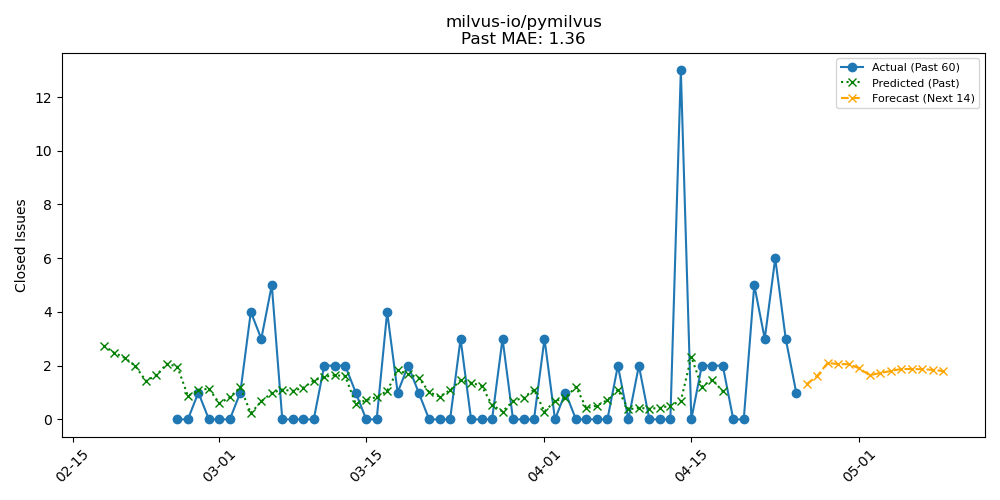 milvus-io/pymilvus
Past MAE: 1.36
Actual (Past 60)
Predicted (Past)
Forecast (Next 14)
Closed Issues
12
10
8
6
4
2
0
02-15
03-01
03-15
04-01
04-15
05-01